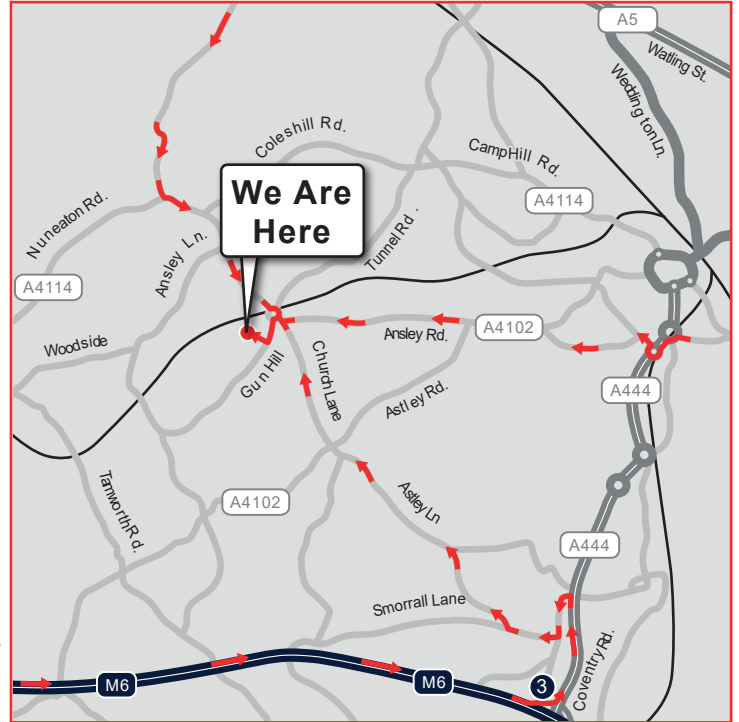 A5
Watling St.
Weddington Ln.
Coleshill Rd.
CampHill Rd.
We Are
Here
A4114
Nuneaton Rd.
Ansley Ln.
Tunnel Rd.
A4114
Woodside
Gun Hill
Church Lane
Ansley Rd.
A4102
Astley Rd.
A444
Tamworth Rd.
A4102
Astley Ln
A444
Smorrall Lane
Coventry Rd.
M6
M6
3